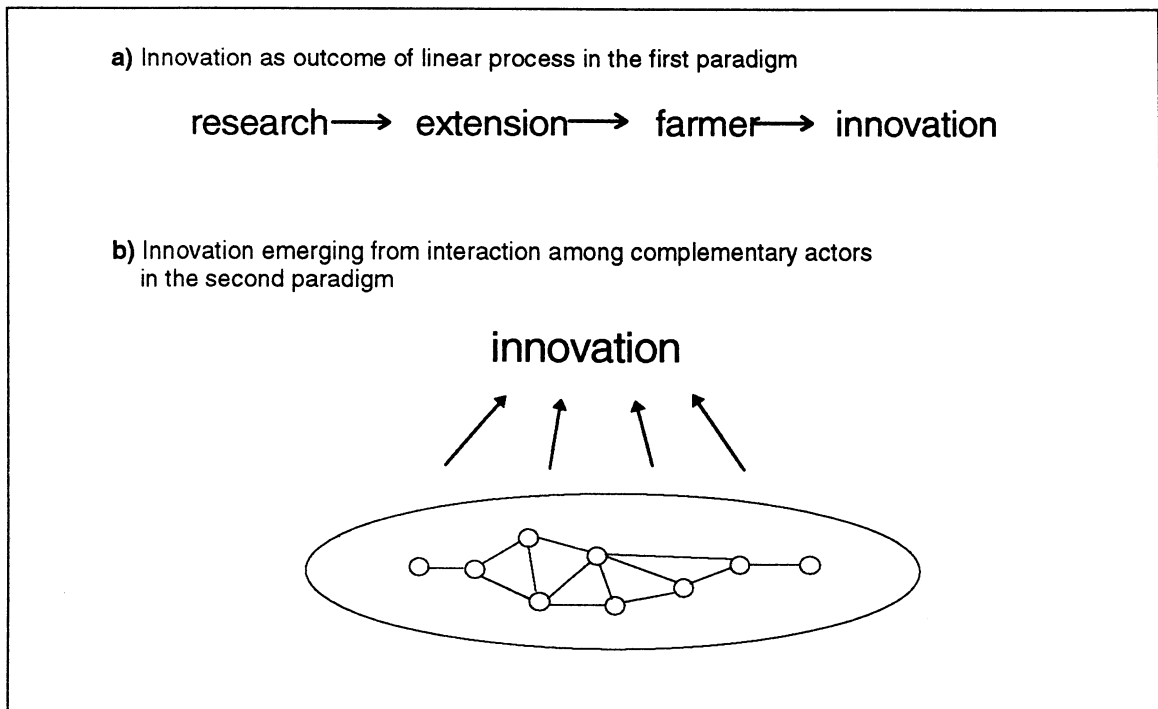 a) Innovation as outcome of linear process in the first paradigm
research → extension → farmer → innovation
b) Innovation emerging from interaction among complementary actors
in the second paradigm
innovation